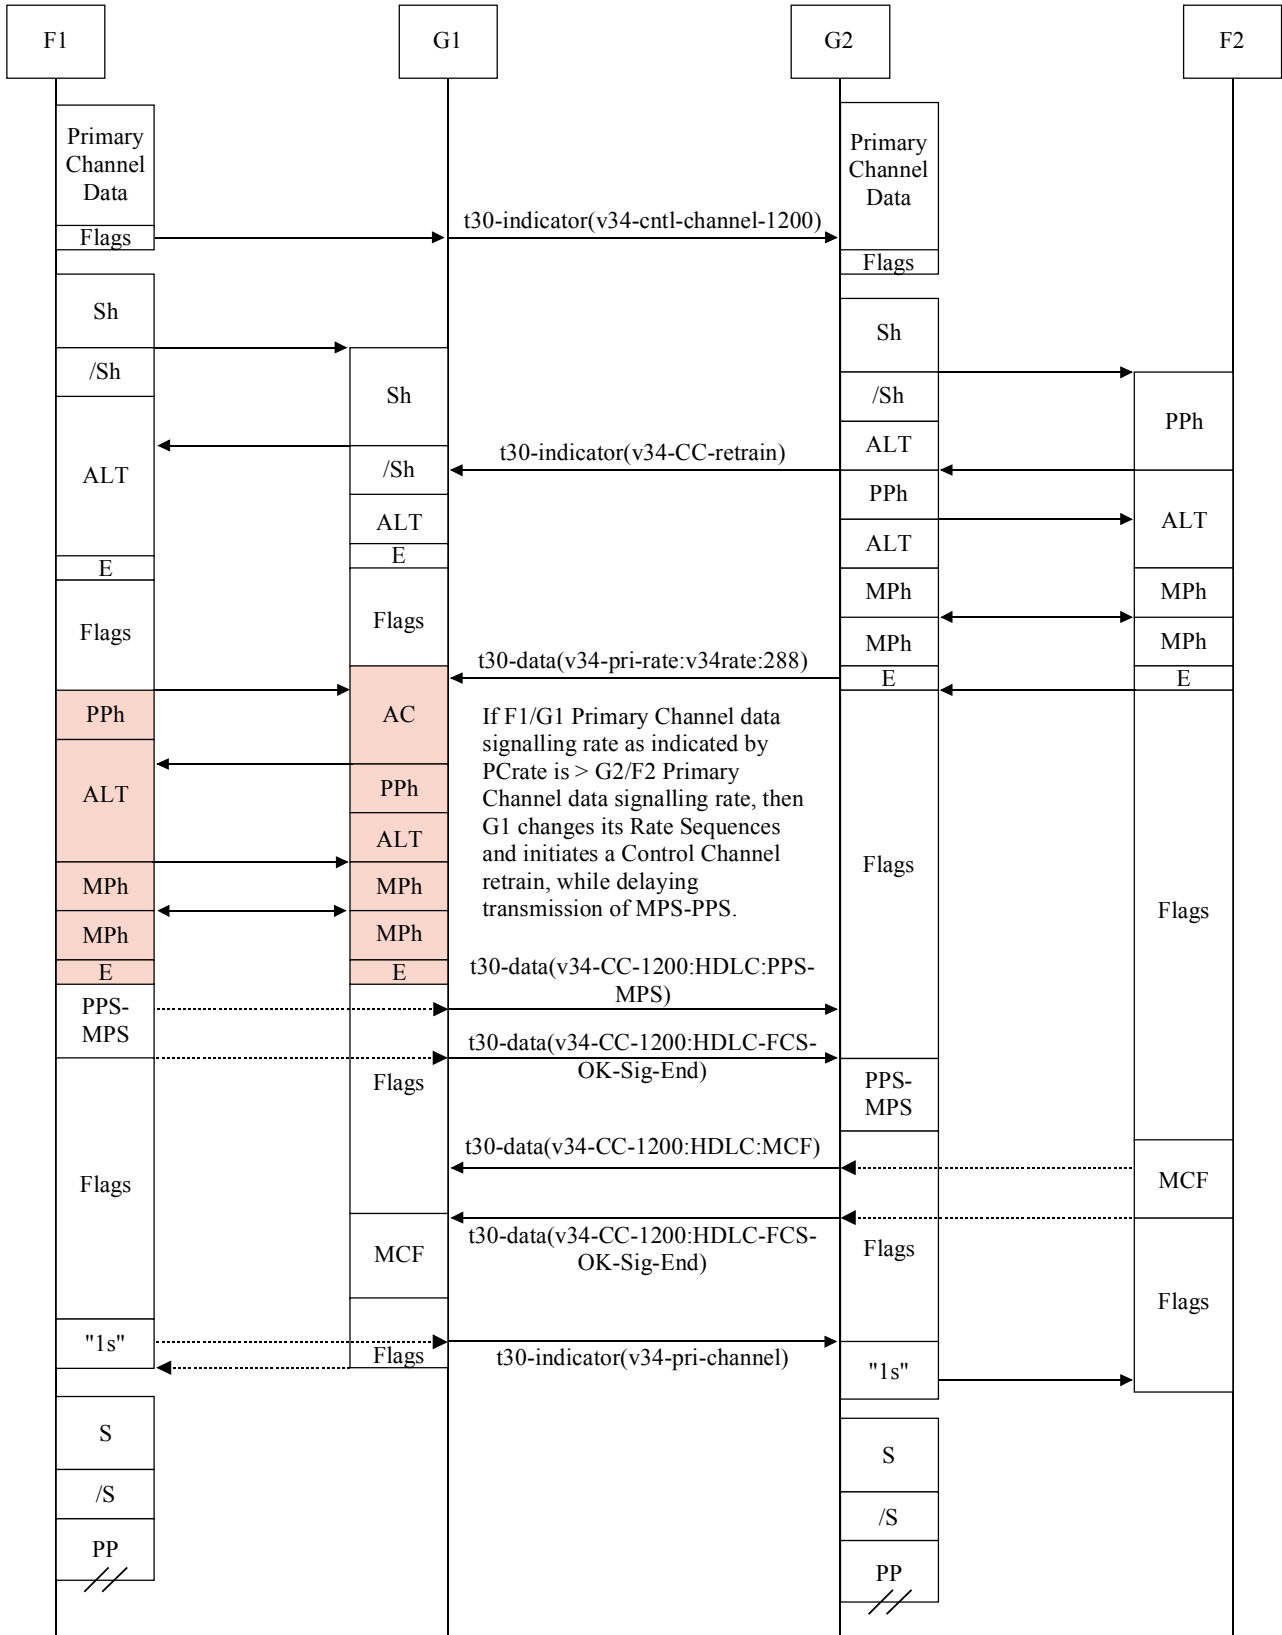 F1
G1
G2
F2
Primary
Channel
Data
Primary
Channel
Data
t30-indicator(v34-cntl-channel-1200)
Flags
Flags
Sh
Sh
/Sh
Sh
/Sh
PPh
ALT
t30-indicator(v34-CC-retrain)
ALT
/Sh
PPh
ALT
ALT
ALT
E
E
MPh
MPh
Flags
Flags
MPh
MPh
t30-data(v34-pri-rate:v34rate:288)
E
E
PPh
AC
If F1/G1 Primary Channel data
signalling rate as indicated by
PCrate is > G2/F2 Primary
Channel data signalling rate, then
G1 changes its Rate Sequences
and initiates a Control Channel
retrain, while delaying
transmission of MPS-PPS.
ALT
PPh
ALT
Flags
MPh
MPh
Flags
MPh
MPh
E
E
t30-data(v34-CC-1200:HDLC:PPS-
MPS)
PPS-
MPS
t30-data(v34-CC-1200:HDLC-FCS-
OK-Sig-End)
Flags
PPS-
MPS
t30-data(v34-CC-1200:HDLC:MCF)
Flags
MCF
t30-data(v34-CC-1200:HDLC-FCS-
OK-Sig-End)
MCF
Flags
Flags
"1s"
Flags
t30-indicator(v34-pri-channel)
"1s"
S
S
/S
/S
PP
PP